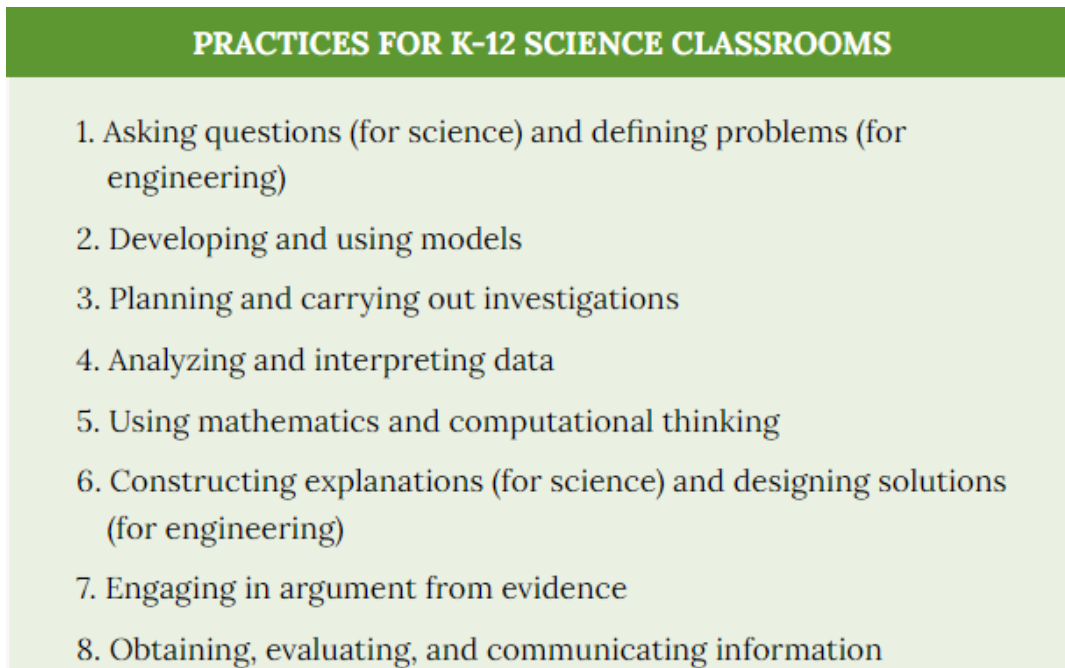 PRACTICES FOR K-12 SCIENCE CLASSROOMS
1. Asking questions (for science) and defining problems (for
engineering)
2. Developing and using models
3. Planning and carrying out investigations
4. Analyzing and interpreting data
5. Using mathematics and computational thinking
6. Constructing explanations (for science) and designing solutions
(for engineering)
7. Engaging in argument from evidence
8. Obtaining, evaluating, and communicating information